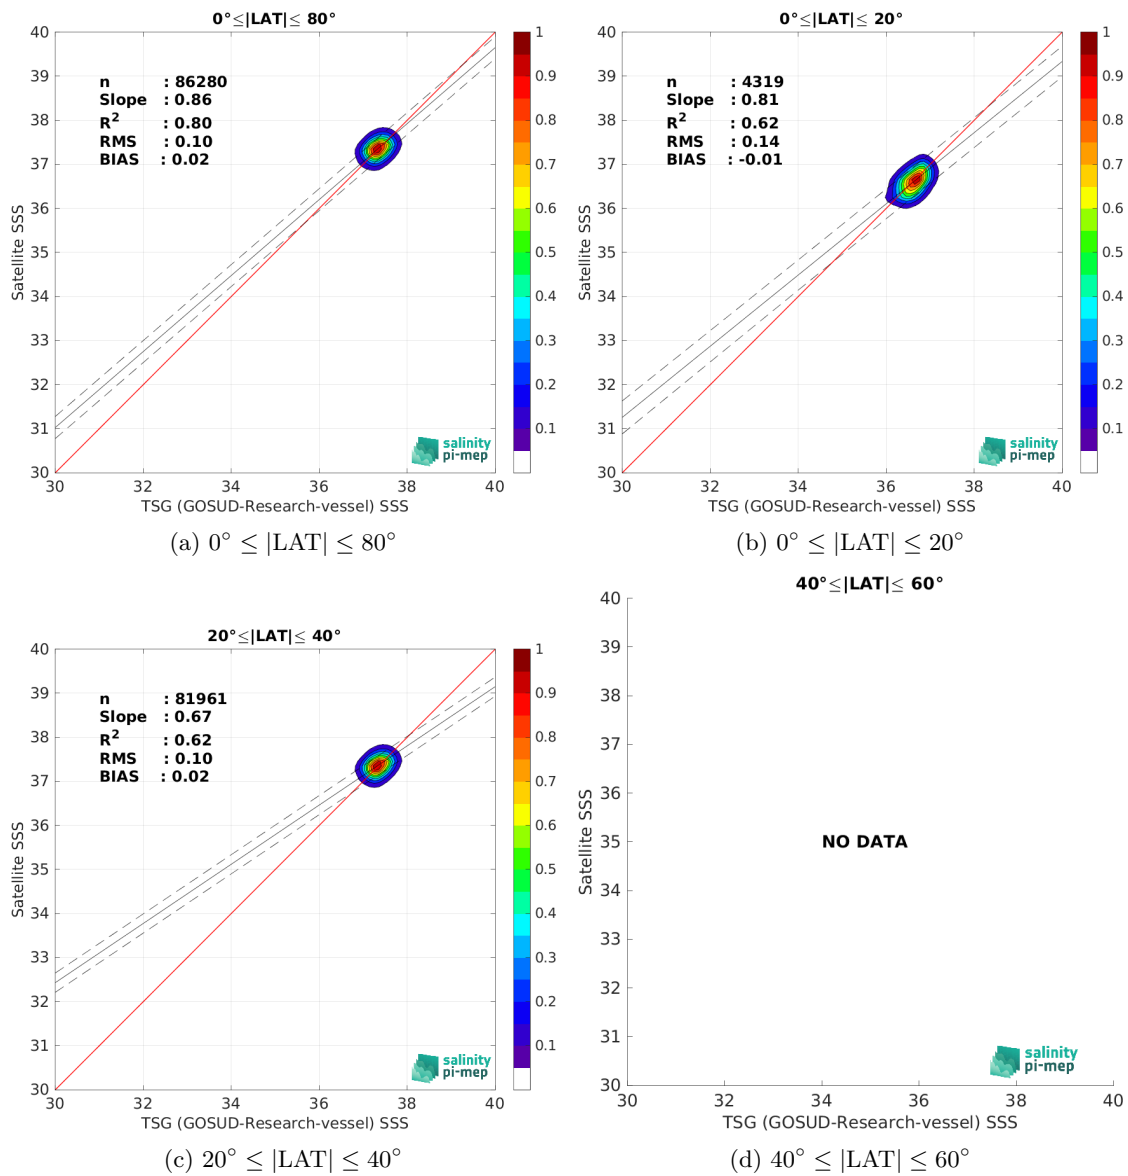 0°≤|LAT|≤ 80°
n : 86280
Slope : 0.86
R² : 0.80
RMS : 0.10
BIAS : 0.02
40
39
38
37
36
35
34
33
32
31
30
30 32 34 36 38 40
Satellite SSS
TSG (GOSUD-Research-vessel) SSS
1
0.9
0.8
0.7
0.6
0.5
0.4
0.3
0.2
0.1
salinity
pi-mep
(a) 0° ≤ |LAT| ≤ 80°
0°≤|LAT|≤ 20°
n : 4319
Slope : 0.81
R² : 0.62
RMS : 0.14
BIAS : -0.01
40
39
38
37
36
35
34
33
32
31
30
30 32 34 36 38 40
Satellite SSS
TSG (GOSUD-Research-vessel) SSS
1
0.9
0.8
0.7
0.6
0.5
0.4
0.3
0.2
0.1
salinity
pi-mep
(b) 0° ≤ |LAT| ≤ 20°
20°≤|LAT|≤ 40°
n : 81961
Slope : 0.67
R² : 0.62
RMS : 0.10
BIAS : 0.02
40
39
38
37
36
35
34
33
32
31
30
30 32 34 36 38 40
Satellite SSS
TSG (GOSUD-Research-vessel) SSS
1
0.9
0.8
0.7
0.6
0.5
0.4
0.3
0.2
0.1
salinity
pi-mep
(c) 20° ≤ |LAT| ≤ 40°
40°≤|LAT|≤ 60°
40
39
38
37
36
35
34
33
32
31
30
30 32 34 36 38 40
Satellite SSS
NO DATA
TSG (GOSUD-Research-vessel) SSS
salinity
pi-mep
(d) 40° ≤ |LAT| ≤ 60°